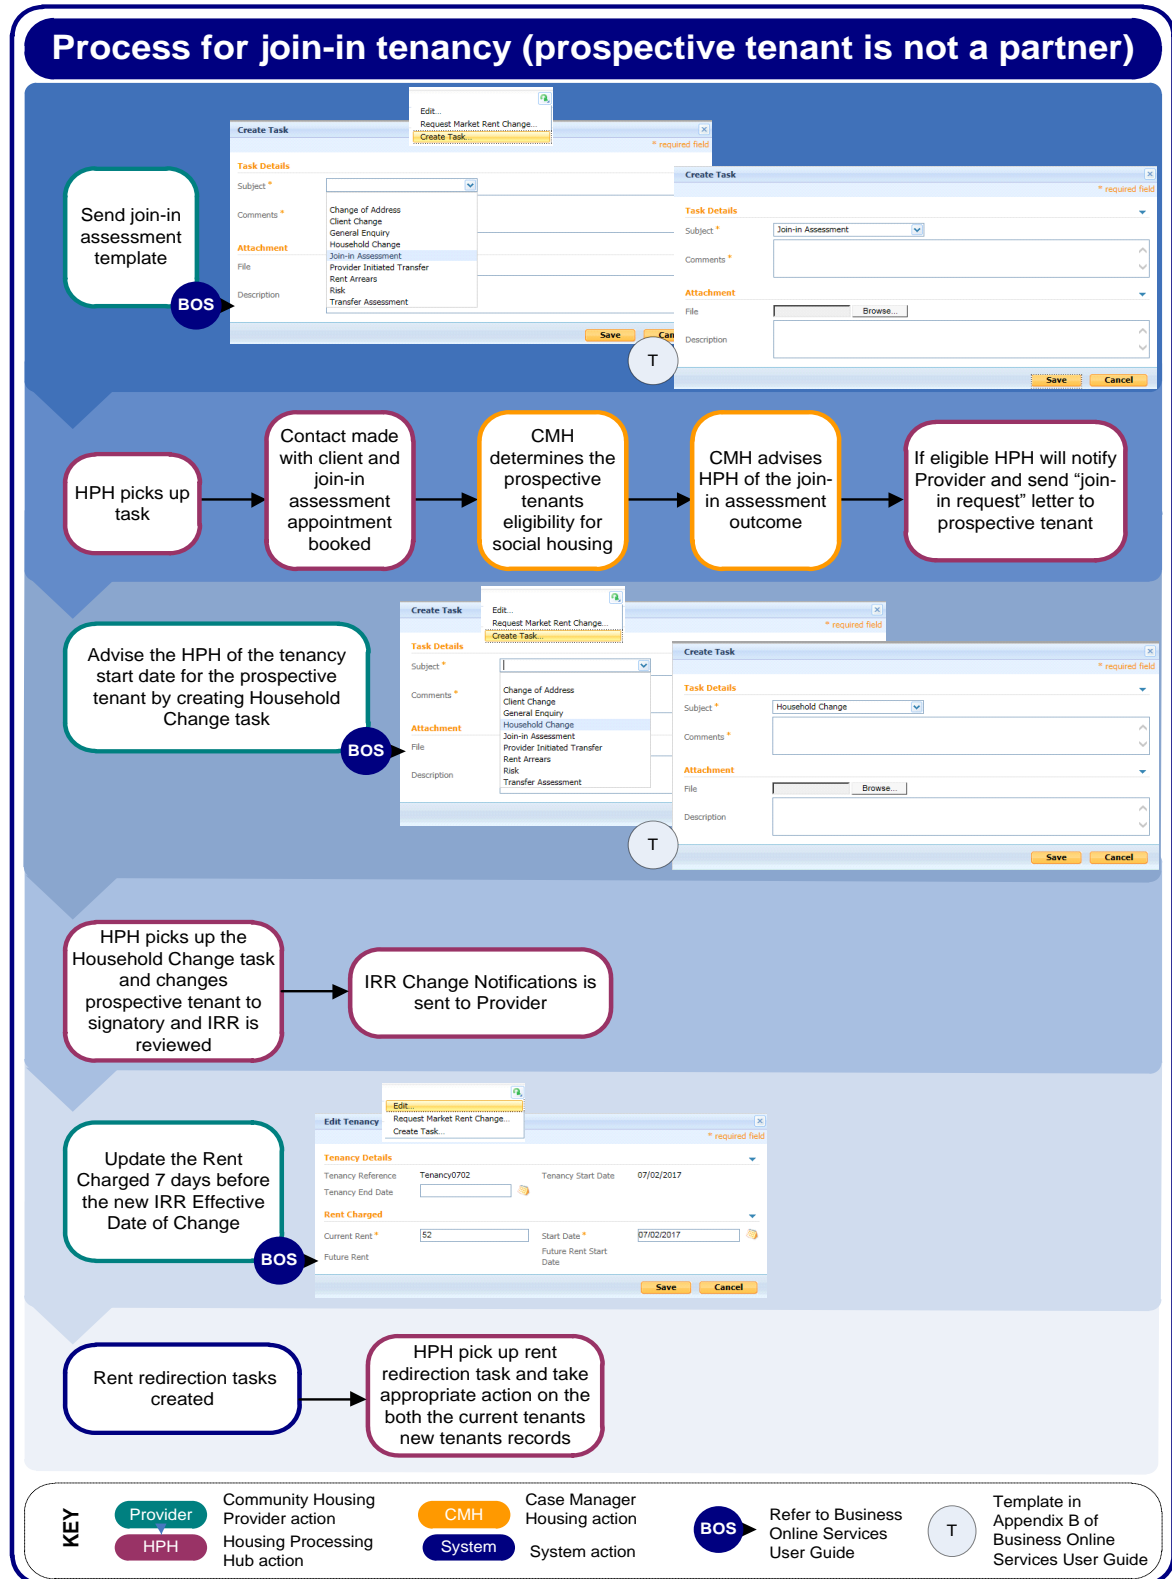 Process for join-in tenancy (prospective tenant is not a partner)
Send join-in
assessment
template
BOS
Edit...
Request Market Rent Change...
Create Task...
Create Task
* required field
Task Details
Subject *
Comments *
Change of Address
Client Change
General Enquiry
Household Change
Join-in Assessment
Provider Initiated Transfer
Rent Arrears
Risk
Transfer Assessment
Attachment
File
Description
Save
Can
T
Create Task
* required field
Task Details
Subject *
Join-in Assessment
Comments *
Attachment
File
Browse...
Description
Save
Cancel
HPH picks up
task
Contact made
with client and
join-in
assessment
appointment
booked
CMH
determines the
prospective
tenants
eligibility for
social housing
CMH advises
HPH of the join-
in assessment
outcome
If eligible HPH will notify
Provider and send “join-
in request” letter to
prospective tenant
Advise the HPH of the tenancy
start date for the prospective
tenant by creating Household
Change task
BOS
Edit...
Request Market Rent Change...
Create Task...
Create Task
* required field
Task Details
Subject *
Comments *
Change of Address
Client Change
General Enquiry
Household Change
Join-in Assessment
Provider Initiated Transfer
Rent Arrears
Risk
Transfer Assessment
Attachment
File
Description
T
Create Task
* required field
Task Details
Subject *
Household Change
Comments *
Attachment
File
Browse...
Description
Save
Cancel
HPH picks up the
Household Change task
and changes
prospective tenant to
signatory and IRR is
reviewed
IRR Change Notifications is
sent to Provider
Update the Rent
Charged 7 days before
the new IRR Effective
Date of Change
BOS
Edit...
Request Market Rent Change...
Create Task...
Edit Tenancy
* required field
Tenancy Details
Tenancy Reference Tenancy0702 Tenancy Start Date 07/02/2017
Tenancy End Date
Rent Charged
Current Rent * 52 Start Date * 07/02/2017
Future Rent Future Rent Start
Date
Save
Cancel
Rent redirection tasks
created
HPH pick up rent
redirection task and take
appropriate action on the
both the current tenants
new tenants records
KEY
Provider
Community Housing
Provider action
HPH
Housing Processing
Hub action
CMH
Case Manager
Housing action
System
System action
BOS
Refer to Business
Online Services
User Guide
T
Template in
Appendix B of
Business Online
Services User Guide